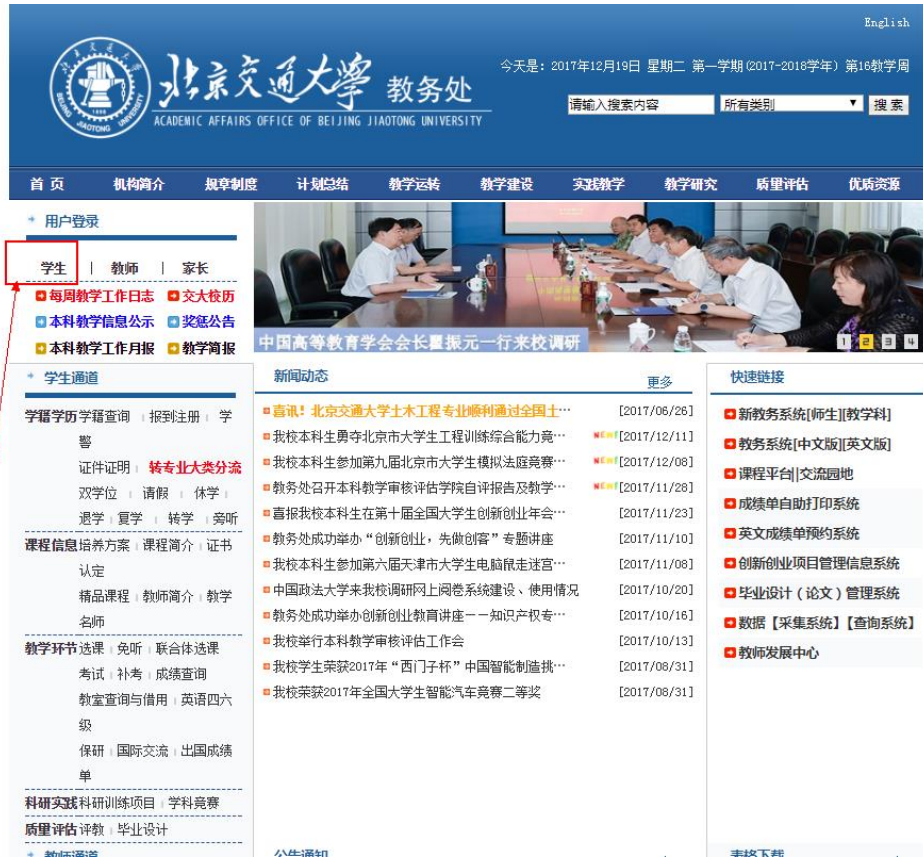 English
北京交通大学 教务处
ACADEMIC AFFAIRS OFFICE OF BEIJING JIAOTONG UNIVERSITY
今天是：2017年12月19日 星期二 第一学期(2017-2018学年) 第16教学周
请输入搜索内容 所有类别 搜 索
首 页 机构简介 规章制度 计划总结 教学运转 教学建设 实践教学 教学研究 质量评估 优质资源
用户登录
学生 | 教师 | 家长
每周教学工作日志 交大校历
本科教学信息公示 奖惩公告
本科教学工作月报 教学简报
中国高等教育学会会长瞿振元一行来校调研
1 2 3 4
学生通道
学籍学历 学籍查询 | 报到注册 | 学
警
证件证明 | 转专业大类分流
双学位 | 请假 | 休学 |
退学 | 复学 | 转学 | 旁听
课程信息 培养方案 | 课程简介 | 证书
认定
精品课程 | 教师简介 | 教学
名师
教学环节 选课 | 免听 | 联合体选课
考试 | 补考 | 成绩查询
教室查询与借用 | 英语四六
级
保研 | 国际交流 | 出国成绩
单
科研实践 科研训练项目 | 学科竞赛
质量评估 评教 | 毕业设计
教师通道
新闻动态 更多
喜讯！北京交通大学土木工程专业顺利通过全国土… [2017/06/26]
我校本科生勇夺北京市大学生工程训练综合能力竞… NEW! [2017/12/11]
我校本科生参加第九届北京市大学生模拟法庭竞赛… NEW! [2017/12/08]
教务处召开本科教学审核评估学院自评报告及教学… NEW! [2017/11/28]
喜报我校本科生在第十届全国大学生创新创业年会… [2017/11/23]
教务处成功举办“创新创业，先做创客”专题讲座 [2017/11/10]
我校本科生参加第六届天津市大学生电脑鼠走迷宫… [2017/11/08]
中国政法大学来我校调研网上阅卷系统建设、使用情况 [2017/10/20]
教务处成功举办创新创业教育讲座——知识产权专… [2017/10/16]
我校举行本科教学审核评估工作会 [2017/10/13]
我校学生荣获2017年“西门子杯”中国智能制造挑… [2017/08/31]
我校荣获2017年全国大学生智能汽车竞赛二等奖 [2017/08/31]
公告通知
快速链接
新教务系统[师生][教学科]
教务系统[中文版][英文版]
课程平台||交流园地
成绩单自助打印系统
英文成绩单预约系统
创新创业项目管理信息系统
毕业设计（论文）管理系统
数据【采集系统】【查询系统】
教师发展中心
表格下载